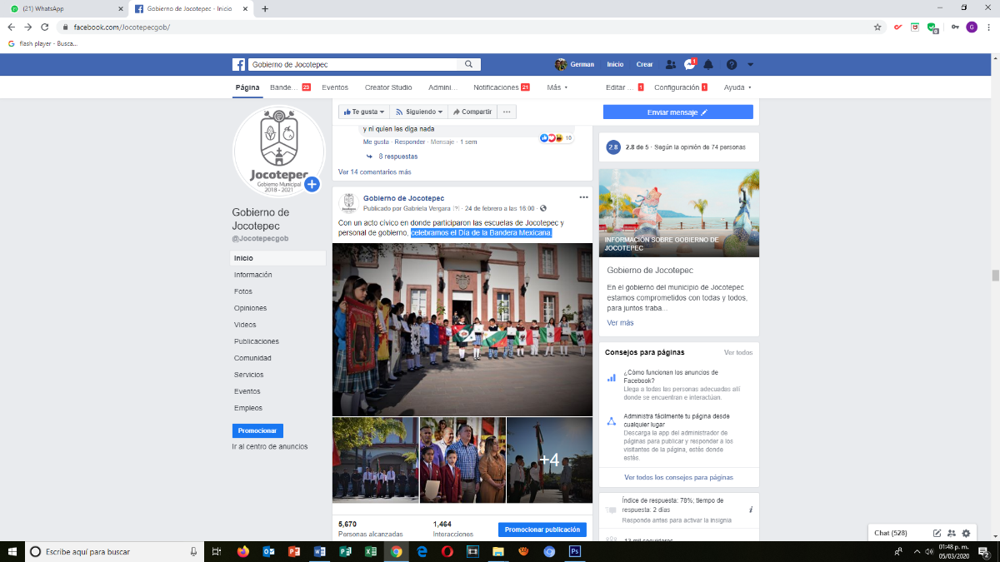 (21) WhatsApp
Gobierno de Jocotepec - Inicio
facebook.com/Jocotepecgob/
flash player - Busca...
Gobierno de Jocotepec
German
Inicio
Crear
1
Página
Bande...
23
Eventos
Creator Studio
Admini...
Notificaciones
21
Más
Editar ...
1
Configuración
1
Ayuda
Jocotepec
Gobierno Municipal
2018 - 2021
Gobierno de
Jocotepec
@Jocotepecgob
Inicio
Información
Fotos
Opiniones
Videos
Publicaciones
Comunidad
Servicios
Eventos
Empleos
Promocionar
Ir al centro de anuncios
Te gusta
Siguiendo
Compartir
y ni quien les diga nada
Me gusta · Responder · Mensaje · 1 sem
10
8 respuestas
Ver 14 comentarios más
Gobierno de Jocotepec
Publicado por Gabriela Vergara [?] · 24 de febrero a las 16:00 ·
Con un acto cívico en donde participaron las escuelas de Jocotepec y
personal de gobierno, celebramos el Día de la Bandera Mexicana.
+4
5,670
Personas alcanzadas
1,464
Interacciones
Promocionar publicación
Enviar mensaje
2.8
2.8 de 5 · Según la opinión de 74 personas
INFORMACIÓN SOBRE GOBIERNO DE
JOCOTEPEC
Gobierno de Jocotepec
En el gobierno del municipio de Jocotepec
estamos comprometidos con todas y todos,
para juntos traba...
Ver más
Consejos para páginas
Ver todos
¿Cómo funcionan los anuncios de
Facebook?
Llega a todas las personas adecuadas allí
donde se encuentran e interactúan.
Administra fácilmente tu página desde
cualquier lugar
Descarga la app del administrador de
páginas para publicar y responder a los
visitantes de la página, estés donde
estés.
Ver todos los consejos para páginas
Índice de respuesta: 78%; tiempo de
respuesta: 2 días
Responde antes para activar la insignia
13 mil seguidores
Chat (528)
Escribe aquí para buscar
01:48 p. m.
05/03/2020
2